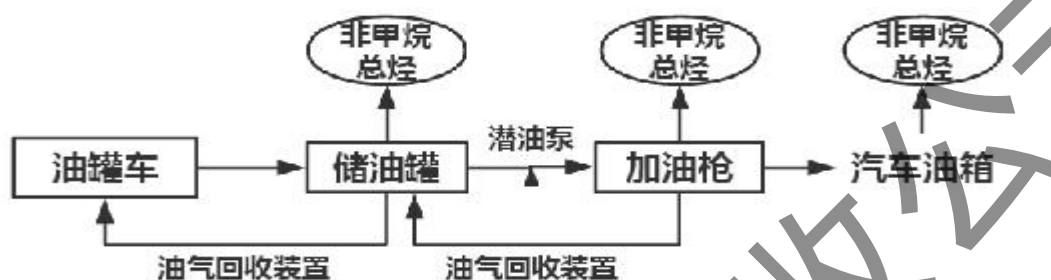 非甲烷
总烃
非甲烷
总烃
非甲烷
总烃
潜油泵
油罐车
储油罐
加油枪
汽车油箱
油气回收装置
油气回收装置